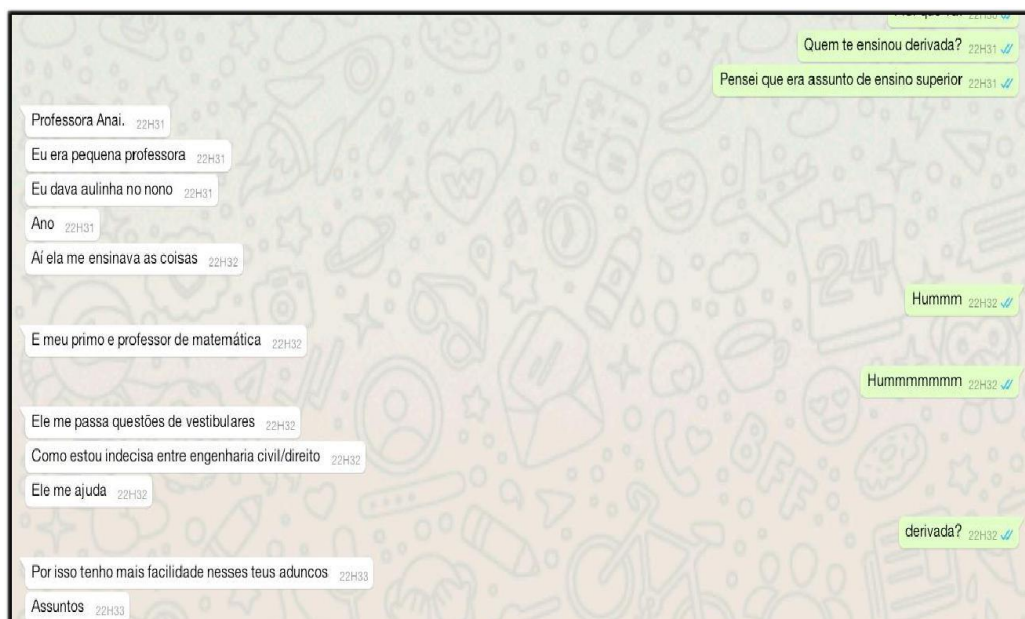 22H30
Quem te ensinou derivada? 22H31
Pensei que era assunto de ensino superior 22H31
Professora Anai. 22H31
Eu era pequena professora 22H31
Eu dava aulinha no nono 22H31
Ano 22H31
Aí ela me ensinava as coisas 22H32
Hummm 22H32
E meu primo e professor de matemática 22H32
Hummmmmmm 22H32
Ele me passa questões de vestibulares 22H32
Como estou indecisa entre engenharia civil/direito 22H32
Ele me ajuda 22H32
derivada? 22H32
Por isso tenho mais facilidade nesses teus aduncos 22H33
Assuntos 22H33
24